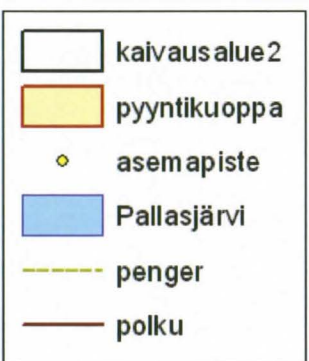 kaivausalue2
pyyntikuoppa
asemapiste
Pallasjärvi
penger
polku